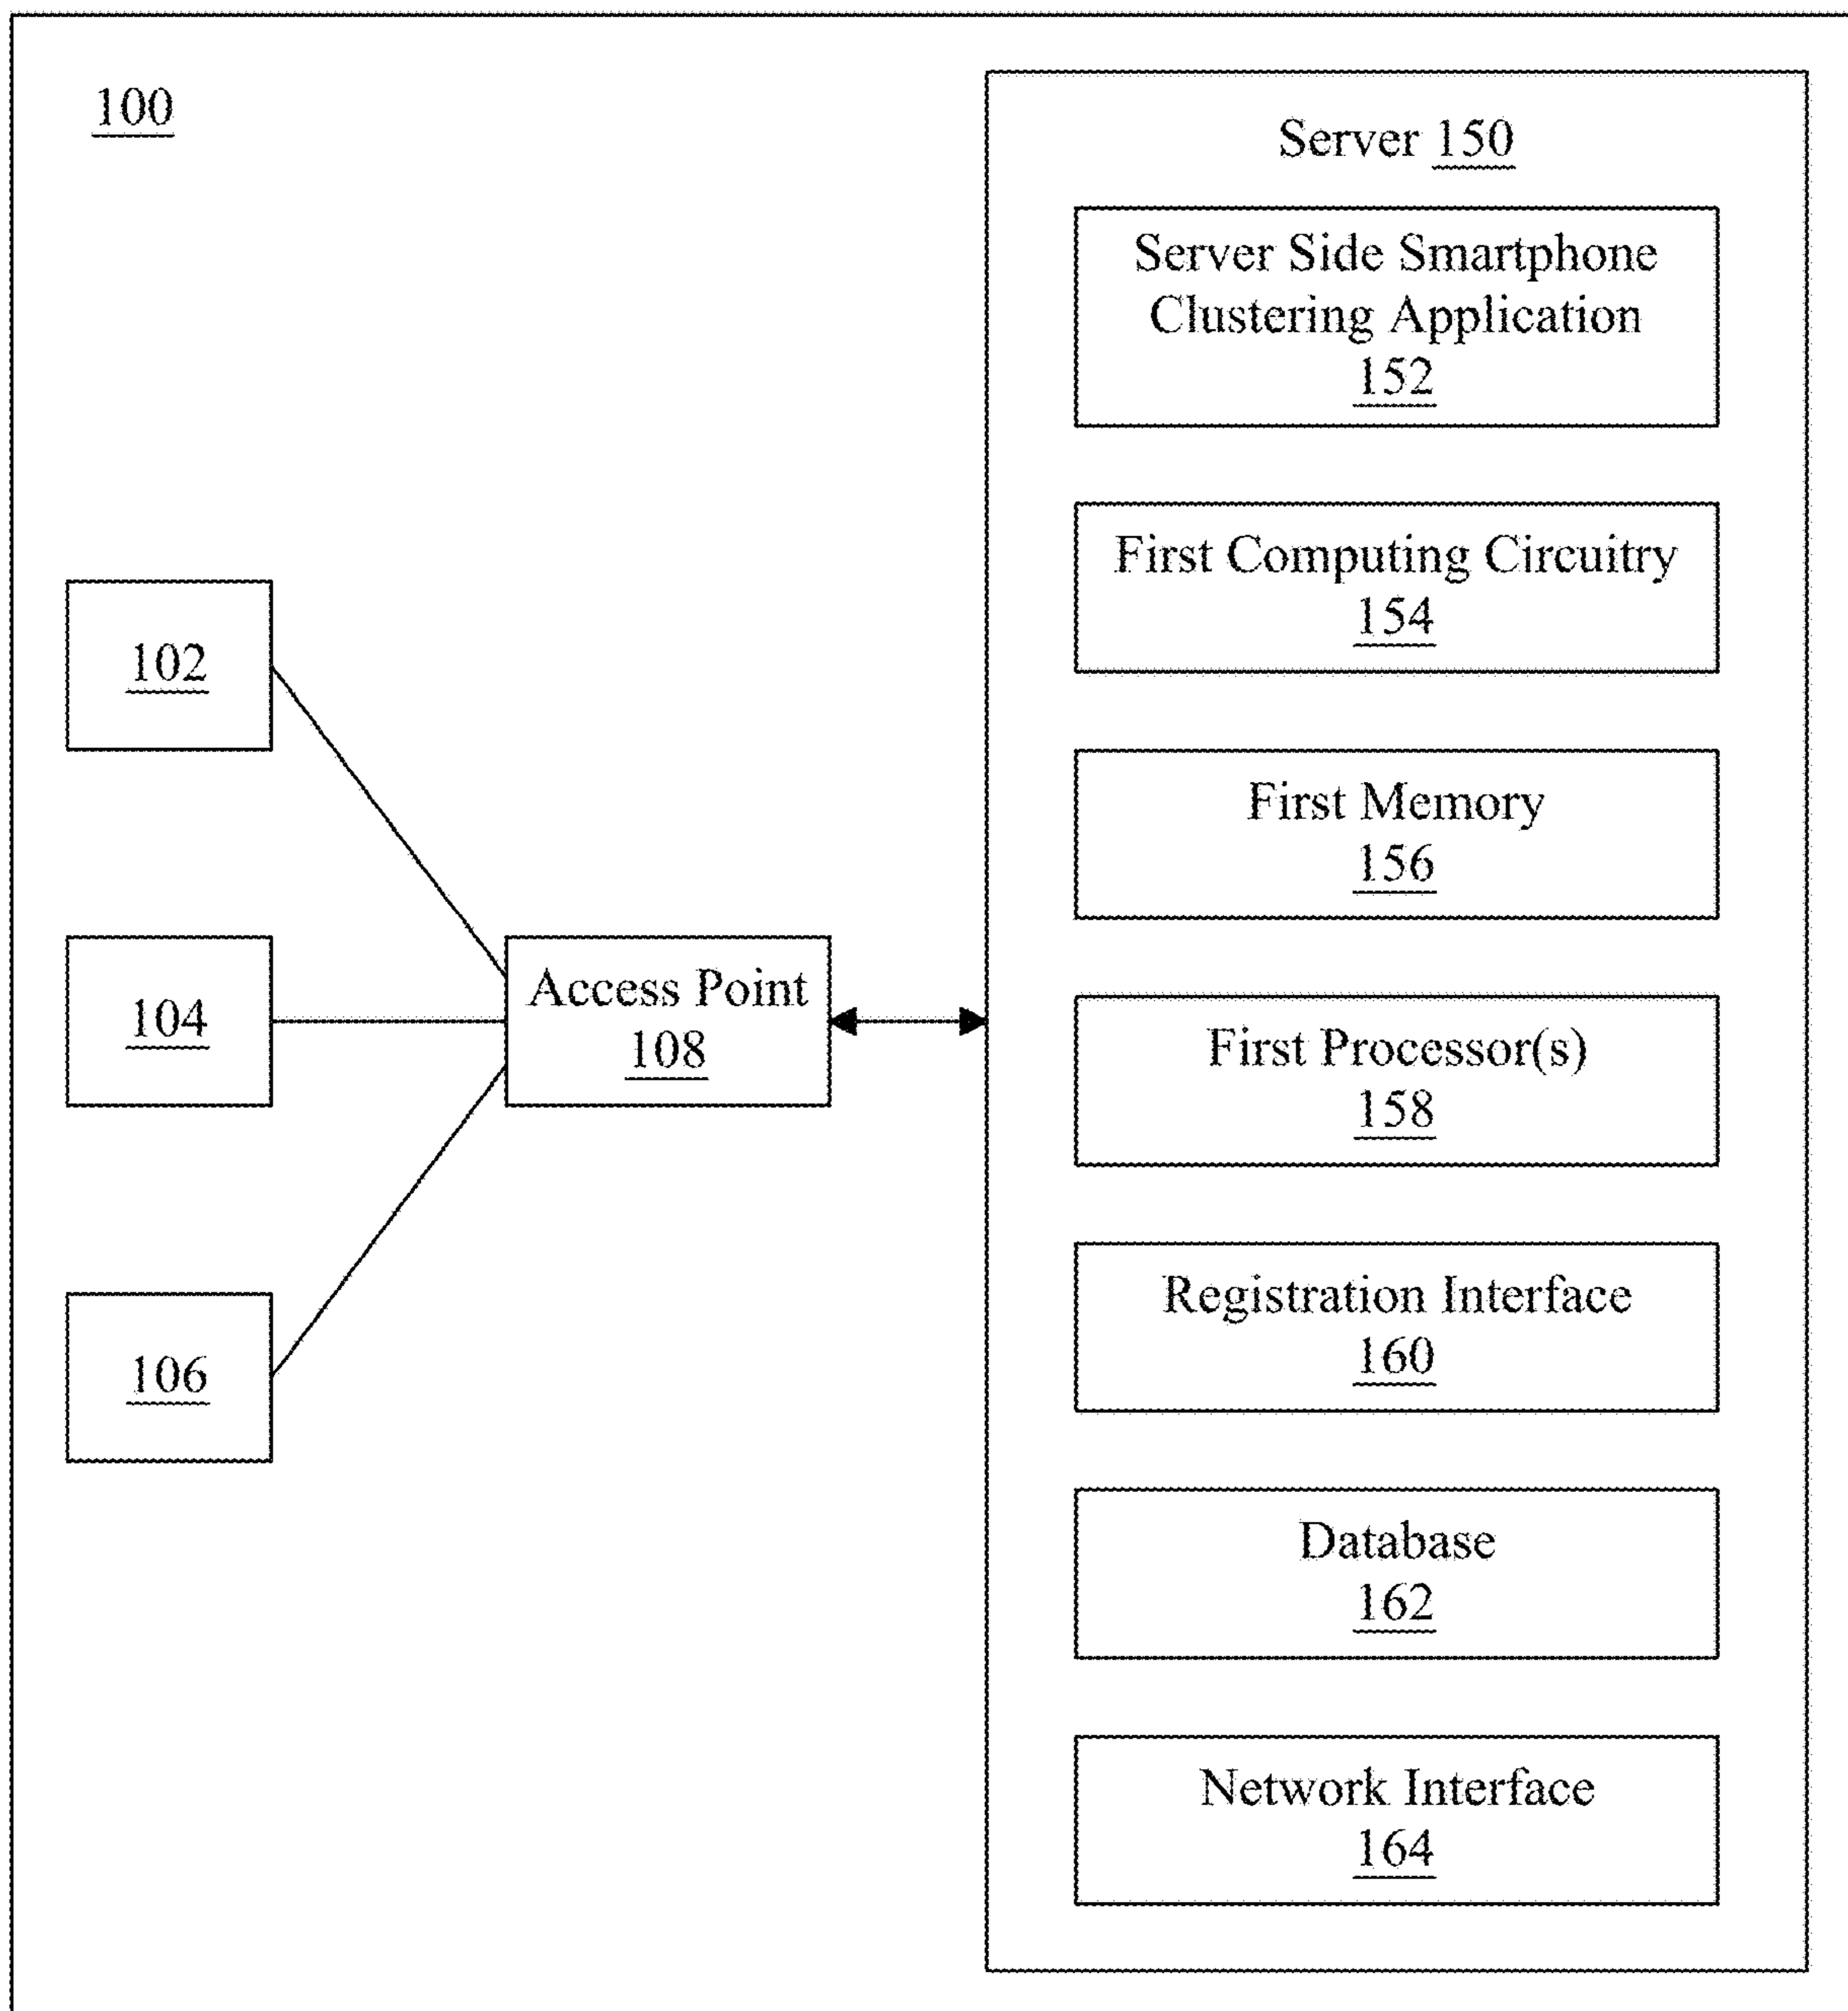 100
Server 150
Server Side Smartphone
Clustering Application
152
First Computing Circuitry
154
102
First Memory
156
104
Access Point
108
First Processor(s)
158
106
Registration Interface
160
Database
162
Network Interface
164